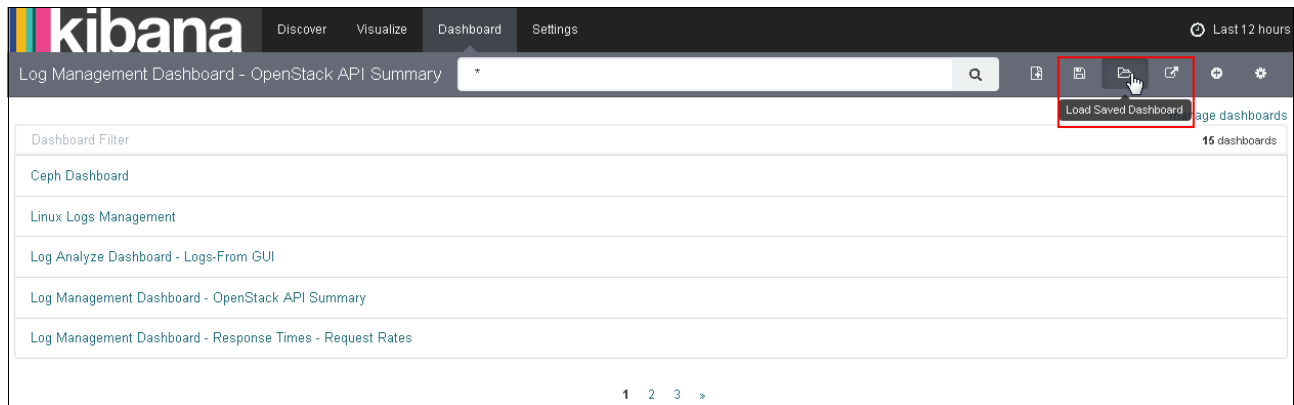 kibana Discover Visualize Dashboard Settings Last 12 hours
Log Management Dashboard - OpenStack API Summary *
Load Saved Dashboard
age dashboards
Dashboard Filter 15 dashboards
Ceph Dashboard
Linux Logs Management
Log Analyze Dashboard - Logs-From GUI
Log Management Dashboard - OpenStack API Summary
Log Management Dashboard - Response Times - Request Rates
1 2 3 »